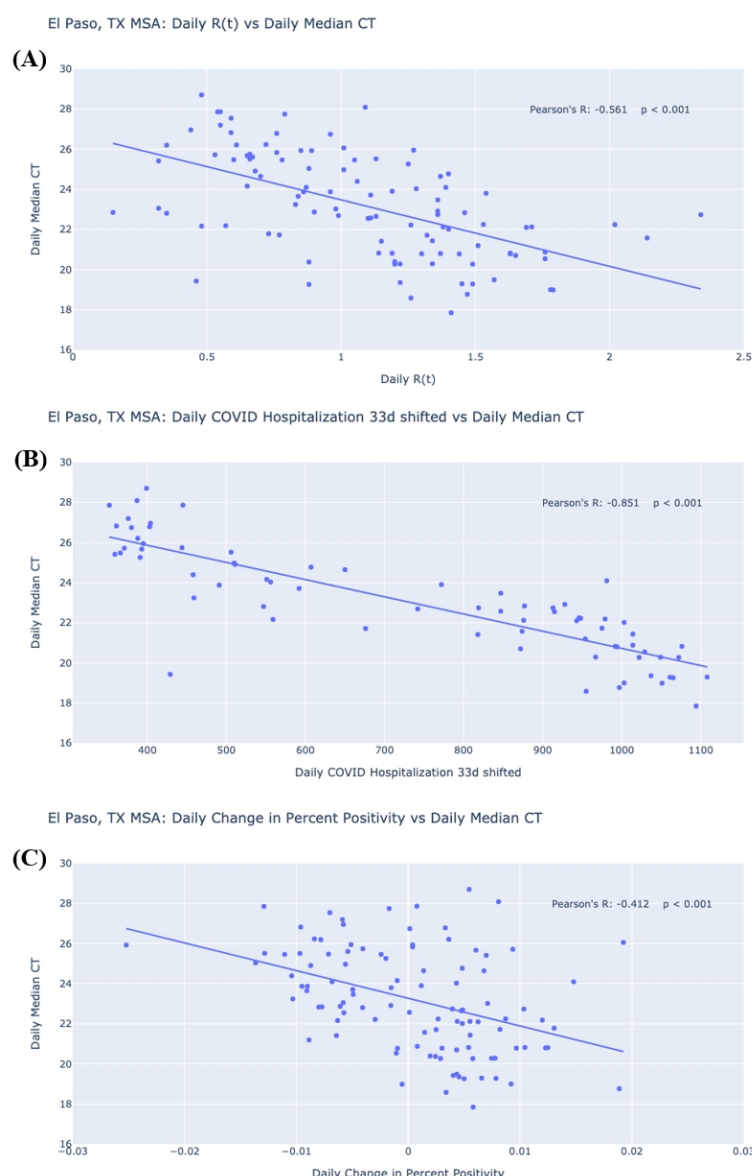 El Paso, TX MSA: Daily R(t) vs Daily Median CT
(A)
30
28
26
24
22
20
18
16
Daily Median CT
Pearson's R: -0.561 p < 0.001
0 0.5 1 1.5 2 2.5
Daily R(t)
El Paso, TX MSA: Daily COVID Hospitalization 33d shifted vs Daily Median CT
(B)
30
28
26
24
22
20
18
16
Daily Median CT
Pearson's R: -0.851 p < 0.001
400 500 600 700 800 900 1000 1100
Daily COVID Hospitalization 33d shifted
El Paso, TX MSA: Daily Change in Percent Positivity vs Daily Median CT
(C)
30
28
26
24
22
20
18
16
Daily Median CT
Pearson's R: -0.412 p < 0.001
−0.03 −0.02 −0.01 0 0.01 0.02
Daily Change in Percent Positivity